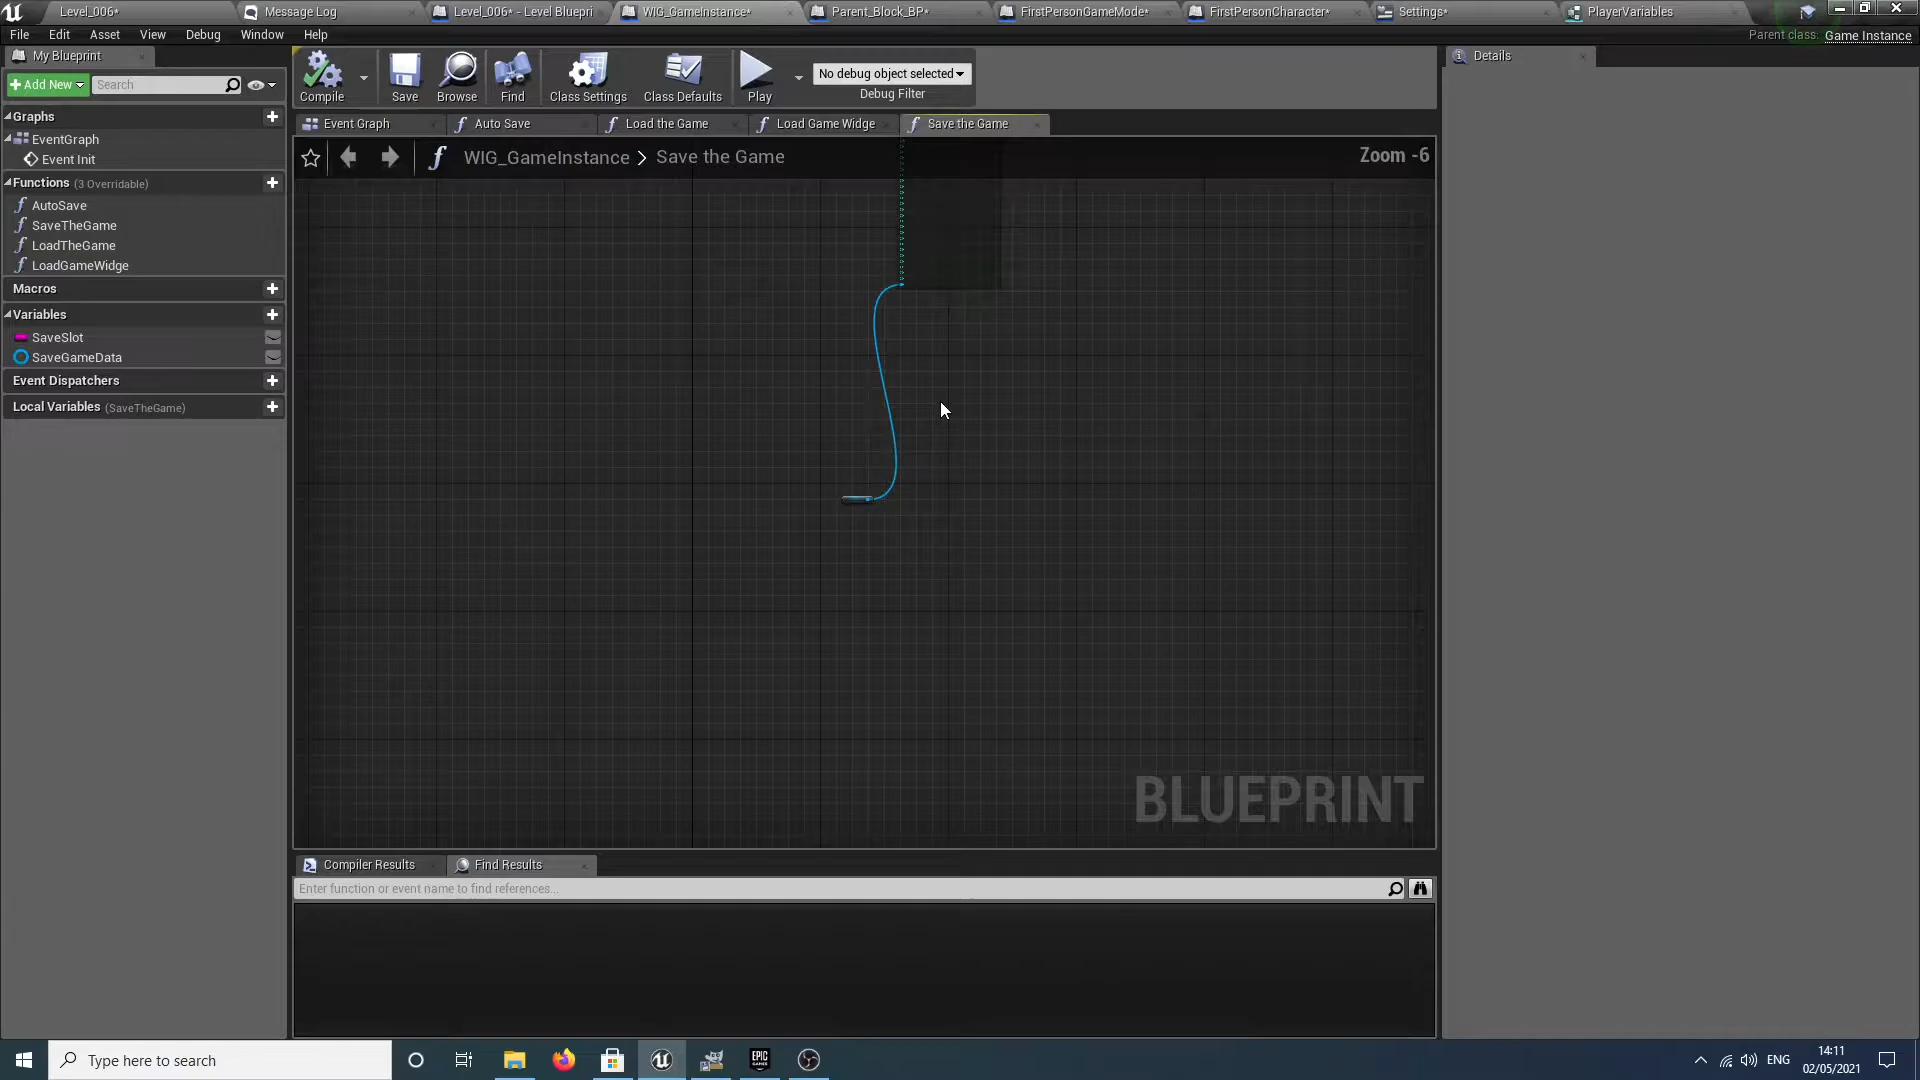 Level_006*
Message Log
Level_006* - Level Bluepri
WIG_GameInstance*
Parent_Block_BP*
FirstPersonGameMode*
FirstPersonCharacter*
Settings*
PlayerVariables
File
Edit
Asset
View
Debug
Window
Help
Parent class: Game Instance
My Blueprint
Details
Add New
Search
Compile
Save
Browse
Find
Class Settings
Class Defaults
Play
No debug object selected
Debug Filter
Graphs
EventGraph
Event Init
Functions (3 Overridable)
AutoSave
SaveTheGame
LoadTheGame
LoadGameWidge
Macros
Variables
SaveSlot
SaveGameData
Event Dispatchers
Local Variables (SaveTheGame)
Event Graph
Auto Save
Load the Game
Load Game Widge
Save the Game
WIG_GameInstance > Save the Game
Zoom -6
BLUEPRINT
Compiler Results
Find Results
Enter function or event name to find references...
Type here to search
EPIC GAMES
ENG
14:11
02/05/2021